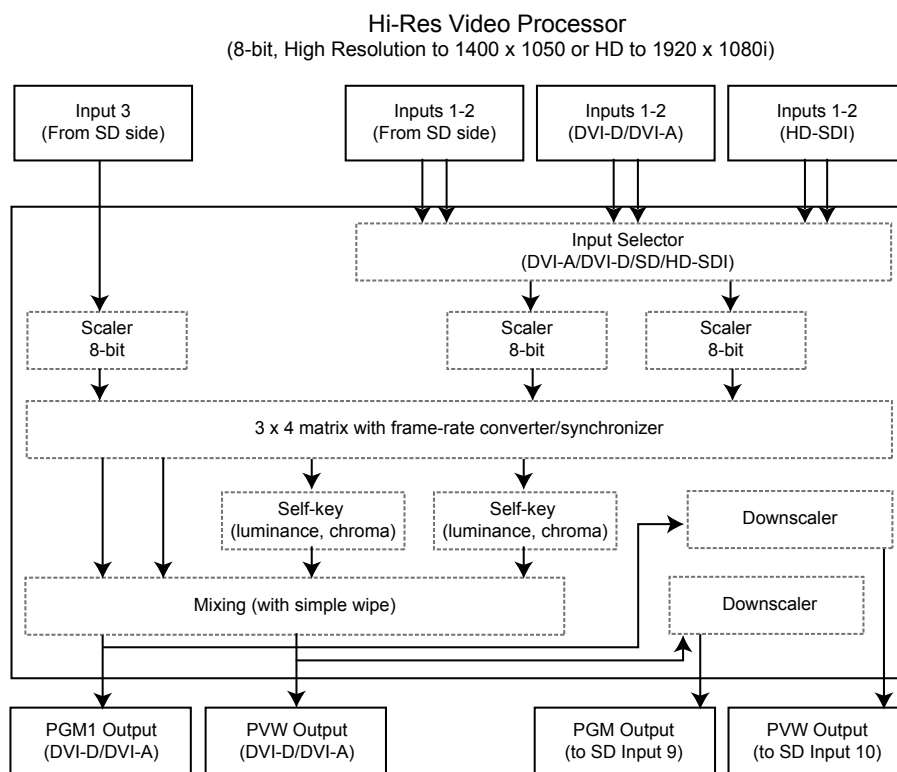 Hi-Res Video Processor
(8-bit, High Resolution to 1400 x 1050 or HD to 1920 x 1080i)
Input 3
(From SD side)
Inputs 1-2
(From SD side)
Inputs 1-2
(DVI-D/DVI-A)
Inputs 1-2
(HD-SDI)
Input Selector
(DVI-A/DVI-D/SD/HD-SDI)
Scaler
8-bit
Scaler
8-bit
Scaler
8-bit
3 x 4 matrix with frame-rate converter/synchronizer
Self-key
(luminance, chroma)
Self-key
(luminance, chroma)
Downscaler
Mixing (with simple wipe)
Downscaler
PGM1 Output
(DVI-D/DVI-A)
PVW Output
(DVI-D/DVI-A)
PGM Output
(to SD Input 9)
PVW Output
(to SD Input 10)